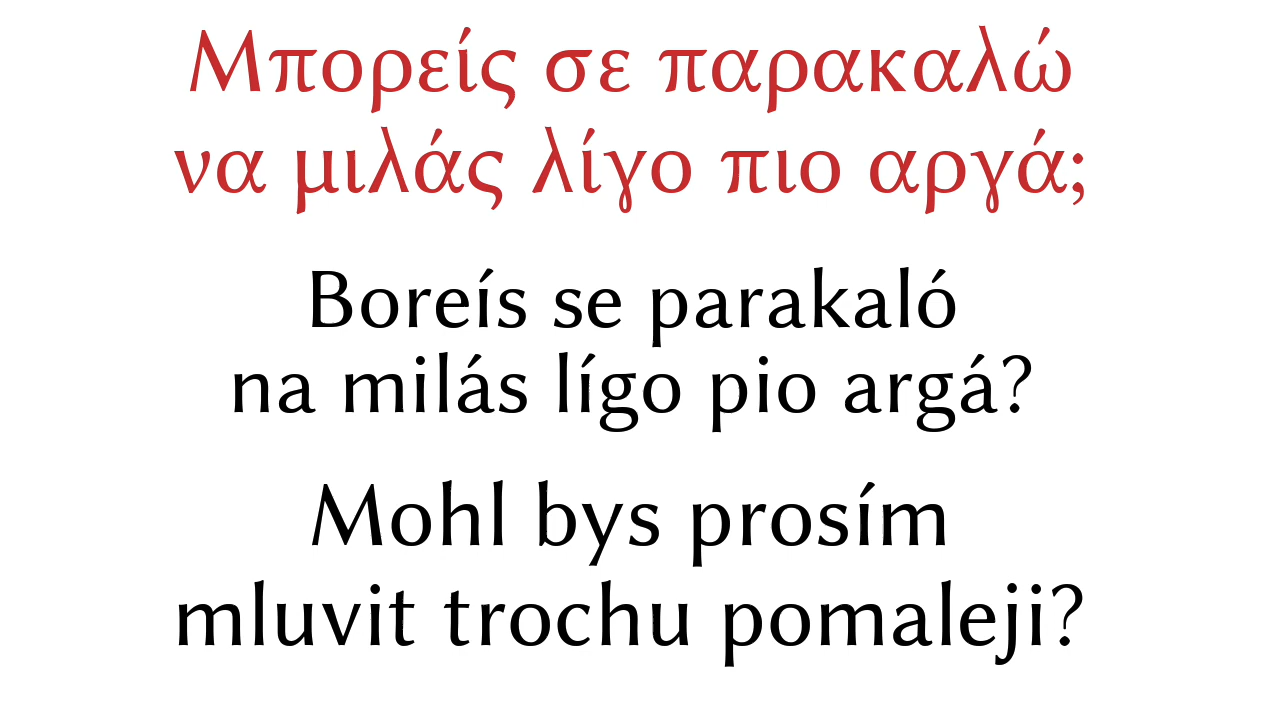 Μπορείς σε παρακαλώ
να μιλάς λίγο πιο αργά;
Boreís se parakaló
na milás lígo pio argá?
Mohl bys prosím
mluvit trochu pomaleji?